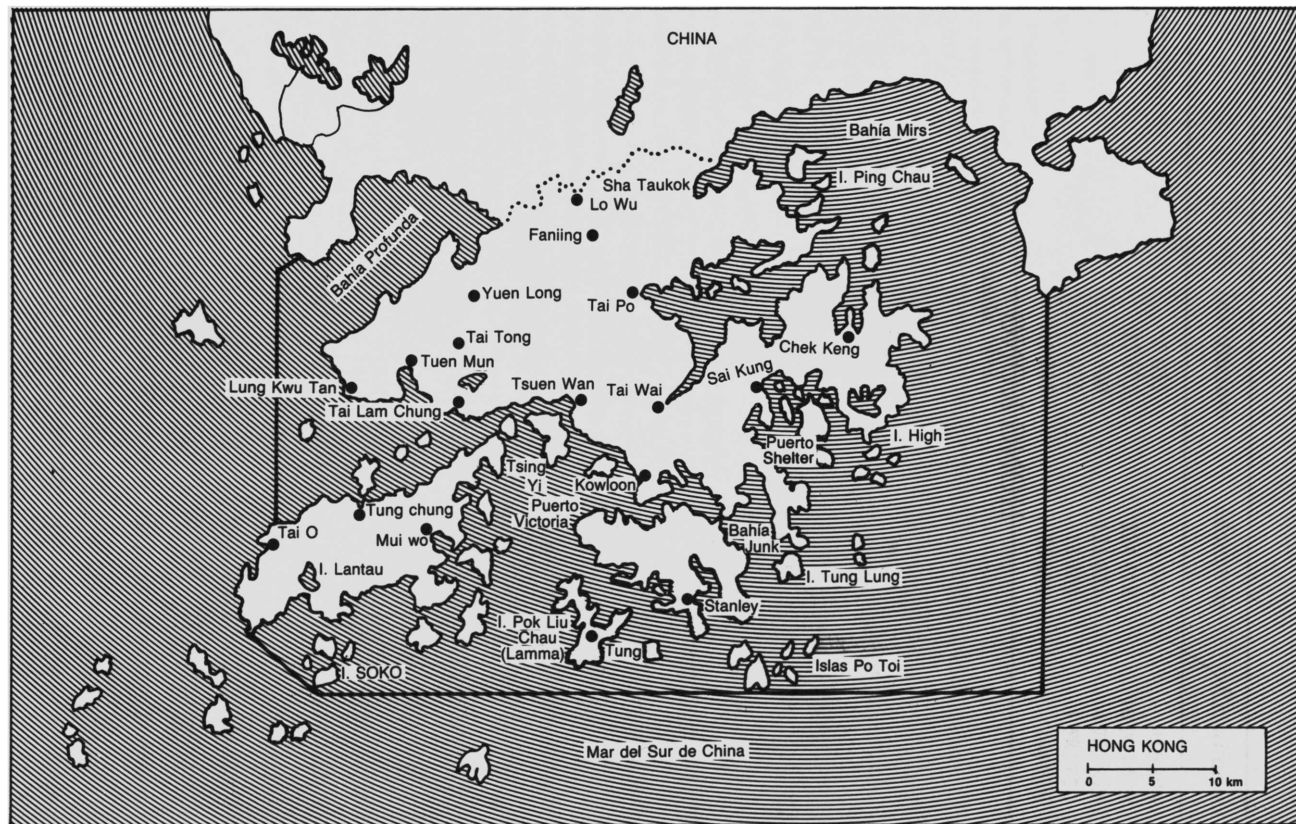 CHINA
Bahía Mirs
I. Ping Chau
Sha Taukok
Lo Wu
Faniing
Bahía Profunda
Yuen Long
Tai Po
Tai Tong
Chek Keng
Tuen Mun
Sai Kung
Lung Kwu Tan
Tsuen Wan
Tai Wai
Tai Lam Chung
I. High
Puerto
Shelter
Tsing
Yi
Kowloon
Puerto
Victoria
Tung chung
Tai O
Mui wo
Bahía
Junk
I. Lantau
I. Tung Lung
Stanley
I. Pok Liu
Chau
(Lamma)
Tung
I. SOKO
Islas Po Toi
Mar del Sur de China
HONG KONG
0 5 10 km